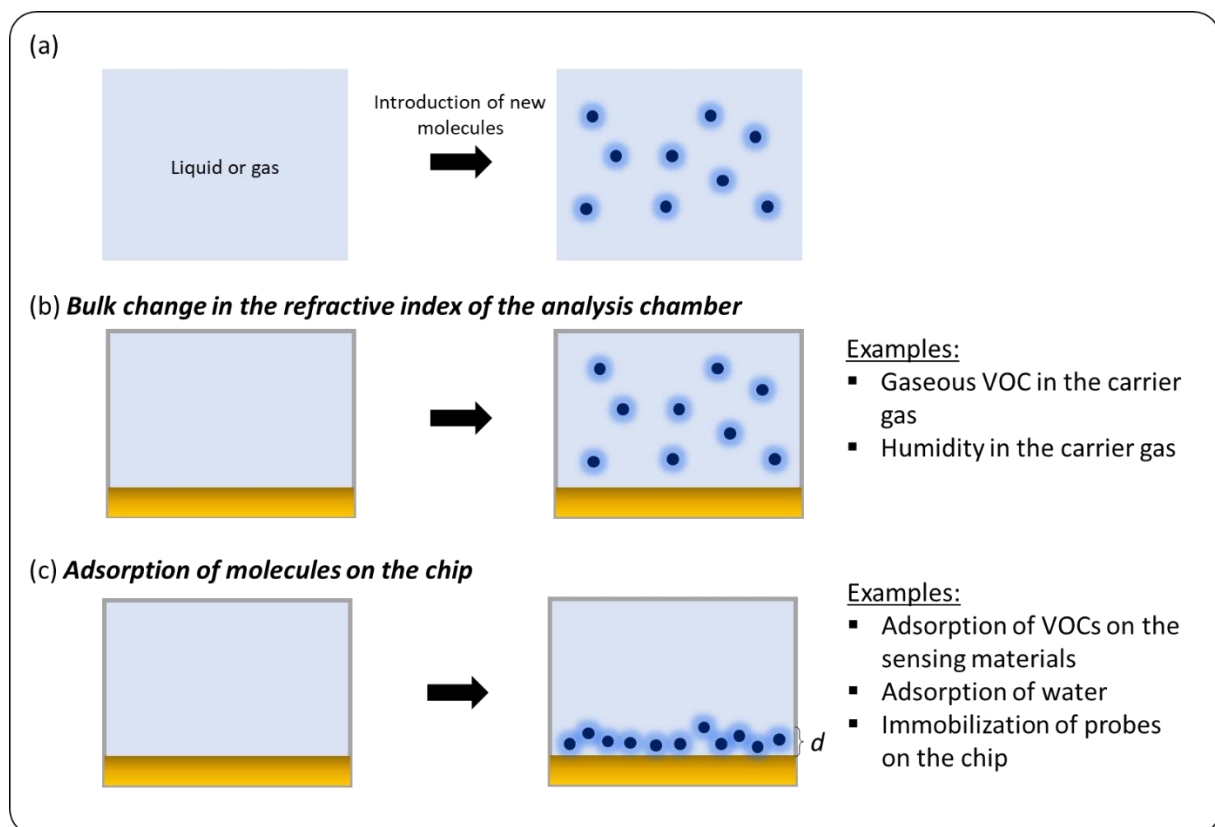 (a)
Liquid or gas
Introduction of new
molecules
(b) Bulk change in the refractive index of the analysis chamber
Examples:
▪ Gaseous VOC in the carrier
gas
▪ Humidity in the carrier gas
(c) Adsorption of molecules on the chip
d
Examples:
▪ Adsorption of VOCs on the
sensing materials
▪ Adsorption of water
▪ Immobilization of probes
on the chip